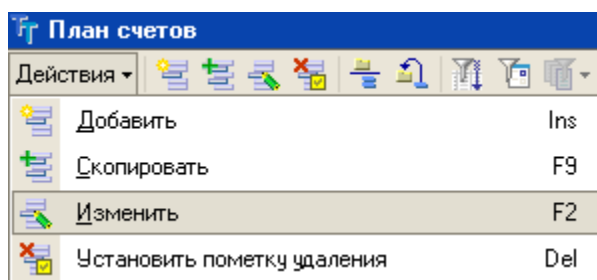 План счетов
Действия
Добавить Ins
Скопировать F9
Изменить F2
Установить пометку удаления Del